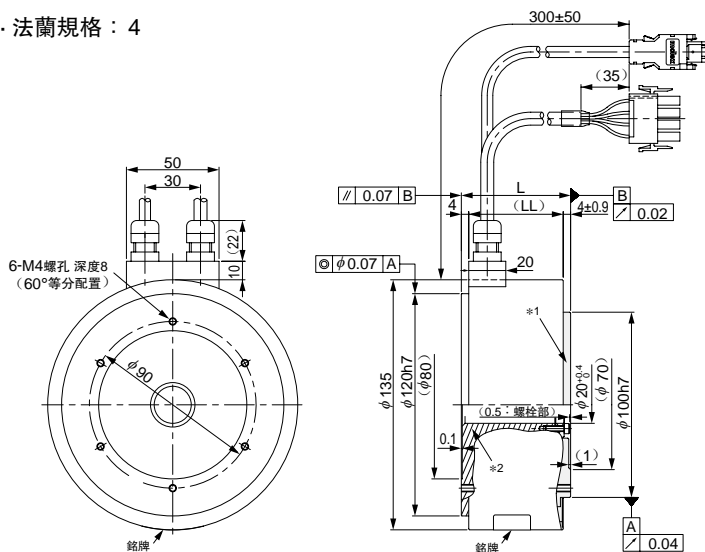 · 法蘭規格：4
300±50
（35）
50
30
⫽ 0.07 B
L
B
4
（LL）
4±0.9
↗ 0.02
（22）
10
6-M4螺孔 深度8
（60°等分配置）
◎ φ0.07 A
20
*1
φ90
φ135
φ120h7
（φ80）
φ20+0.4 0
（φ70）
φ100h7
（0.5：螺栓部）
0.1
*2
（1）
A
↗ 0.04
銘牌
銘牌